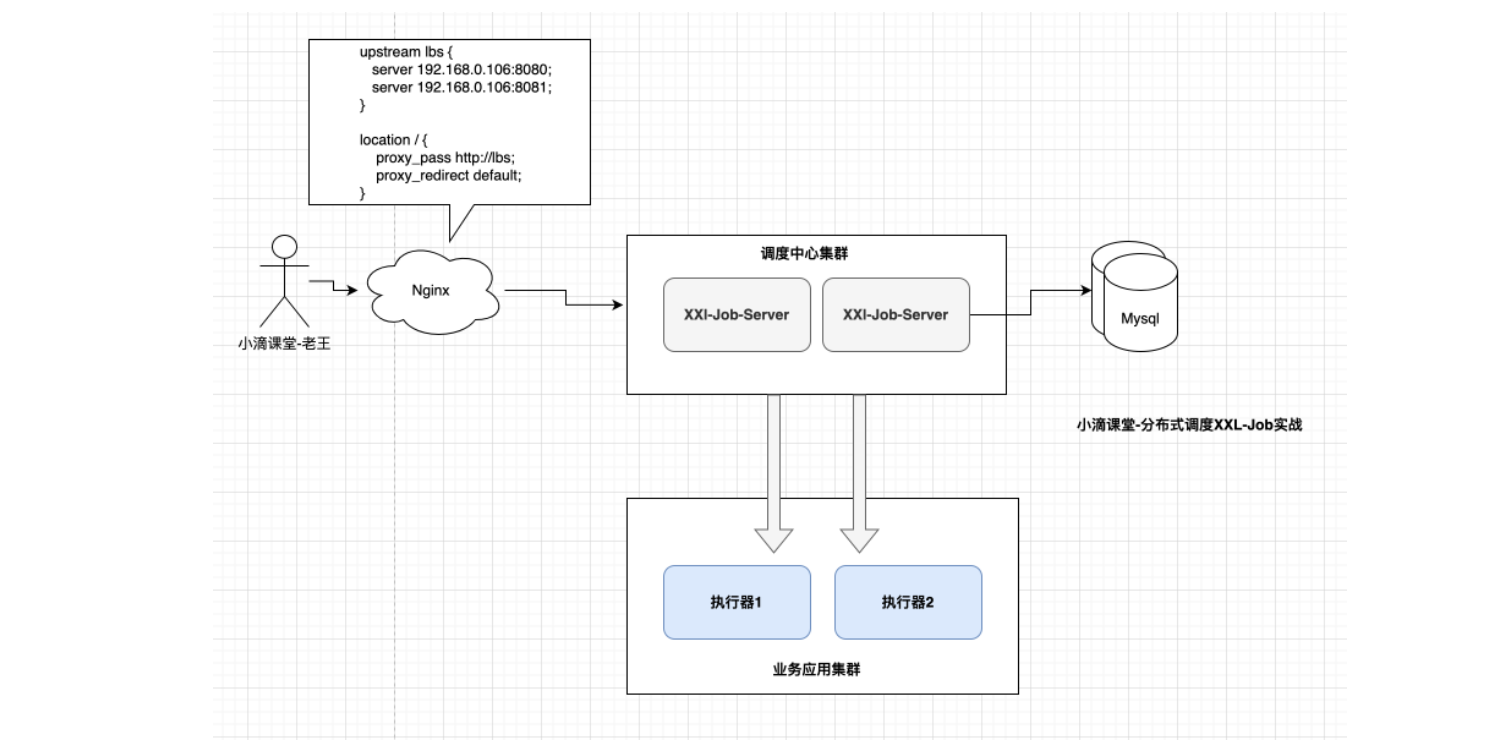 upstream lbs {
server 192.168.0.106:8080;
server 192.168.0.106:8081;
}
location / {
proxy_pass http://lbs;
proxy_redirect default;
}
小滴课堂-老王
Nginx
调度中心集群
XXl-Job-Server
XXl-Job-Server
Mysql
小滴课堂-分布式调度XXL-Job实战
执行器1
执行器2
业务应用集群